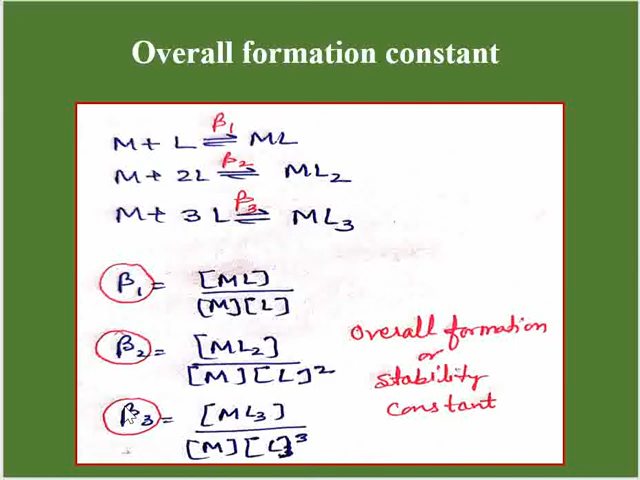 Overall formation constant
M + L ⇌ ML
β₁
M + 2L ⇌ ML₂
β₂
M + 3L ⇌ ML₃
β₃
β₁ = [ML] / [M][L]
β₂ = [ML₂] / [M][L]²
β₃ = [ML₃] / [M][L]³
Overall formation
or
stability
constant